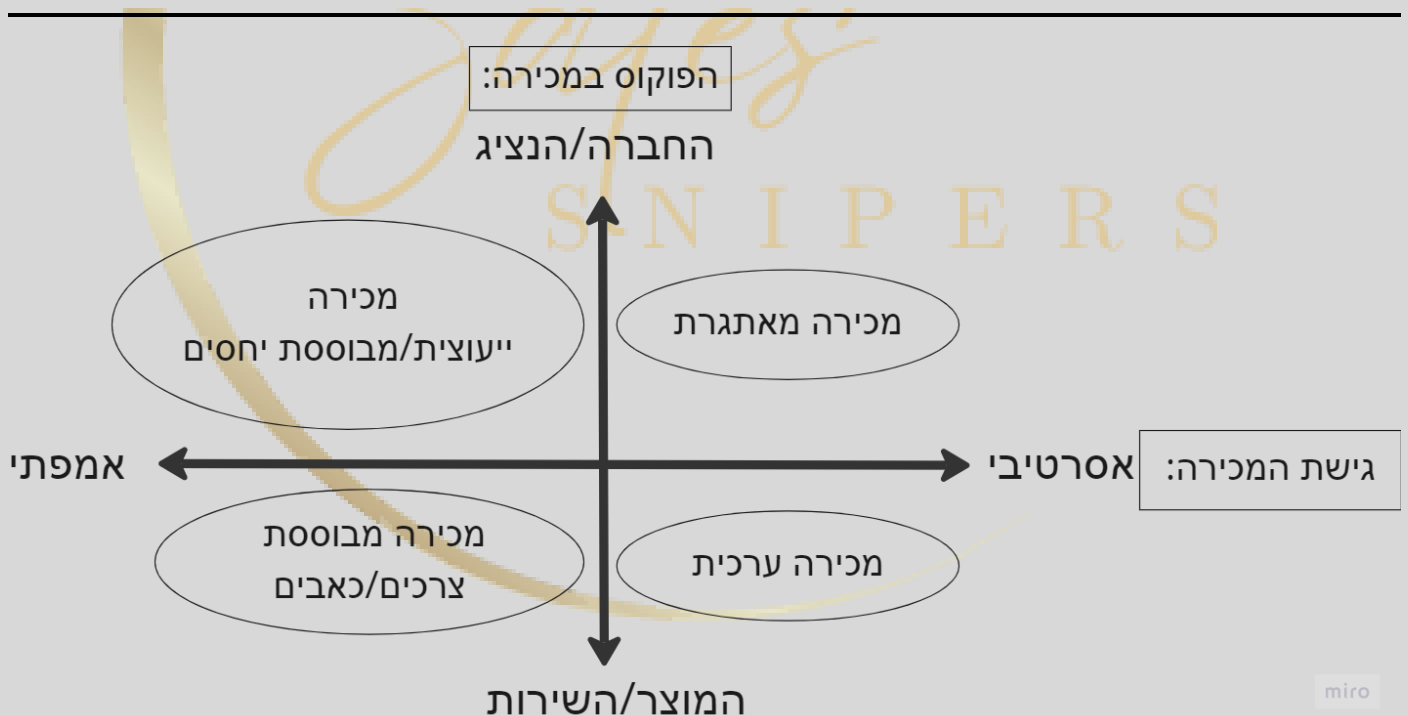 Sales
SNIPERS
הפוקוס במכירה:
החברה/הנציג
מכירה
ייעוצית/מבוססת יחסים
מכירה מאתגרת
אמפתי
אסרטיבי
גישת המכירה:
מכירה מבוססת
צרכים/כאבים
מכירה ערכית
המוצר/השירות
miro